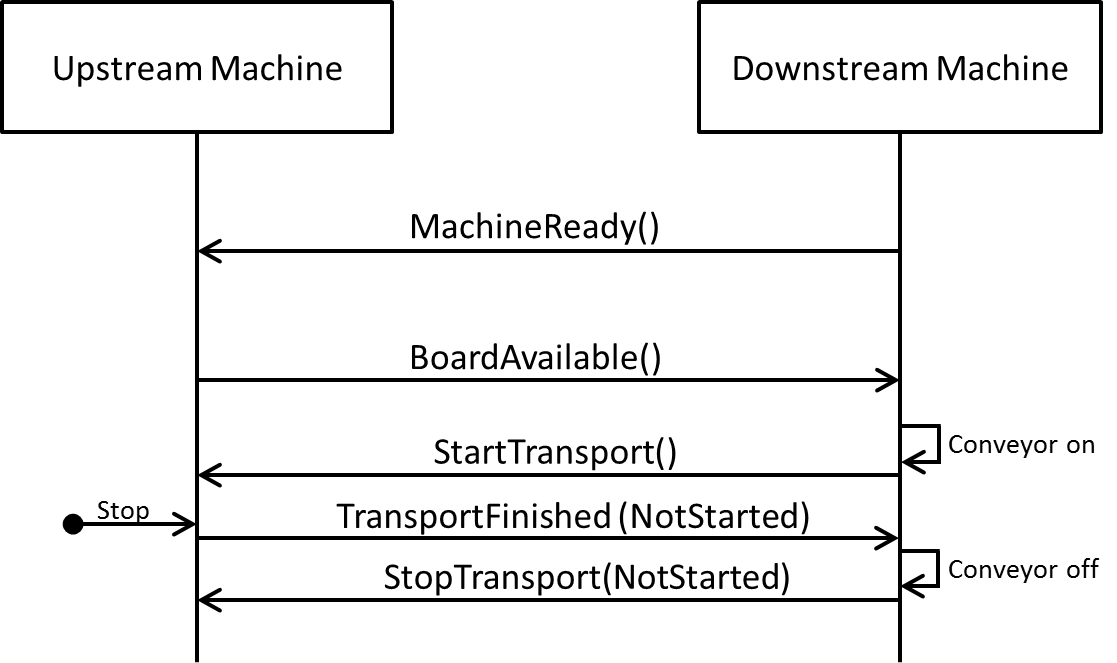 Upstream Machine
Downstream Machine
MachineReady()
BoardAvailable()
Conveyor on
StartTransport()
Stop
TransportFinished (NotStarted)
Conveyor off
StopTransport(NotStarted)